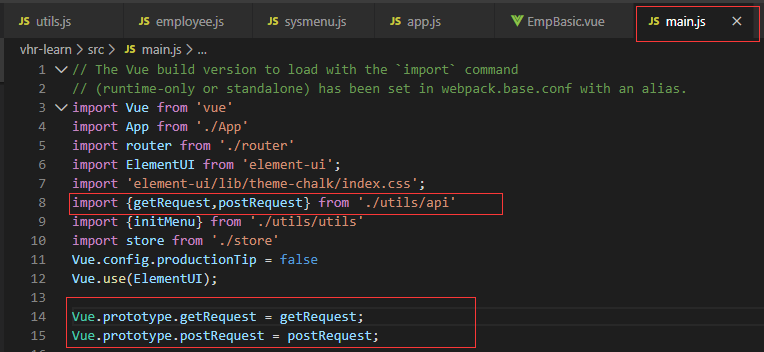 JS utils.js JS employee.js JS sysmenu.js JS app.js EmpBasic.vue JS main.js ×
vhr-learn > src > JS main.js > ...
1 // The Vue build version to load with the `import` command
2 // (runtime-only or standalone) has been set in webpack.base.conf with an alias.
3 import Vue from 'vue'
4 import App from './App'
5 import router from './router'
6 import ElementUI from 'element-ui';
7 import 'element-ui/lib/theme-chalk/index.css';
8 import {getRequest,postRequest} from './utils/api'
9 import {initMenu} from './utils/utils'
10 import store from './store'
11 Vue.config.productionTip = false
12 Vue.use(ElementUI);
13
14 Vue.prototype.getRequest = getRequest;
15 Vue.prototype.postRequest = postRequest;